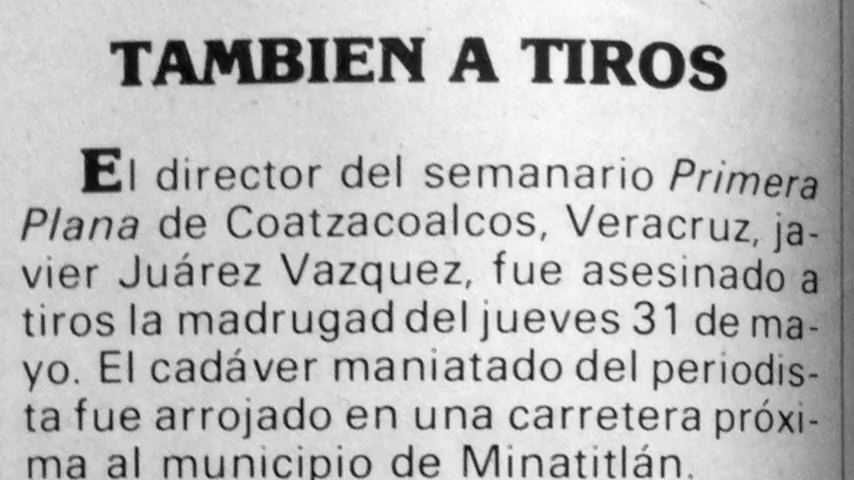 TAMBIEN A TIROS
El director del semanario Primera
Plana de Coatzacoalcos, Veracruz, ja-
vier Juárez Vazquez, fue asesinado a
tiros la madrugad del jueves 31 de ma-
yo. El cadáver maniatado del periodis-
ta fue arrojado en una carretera próxi-
ma al municipio de Minatitlán.